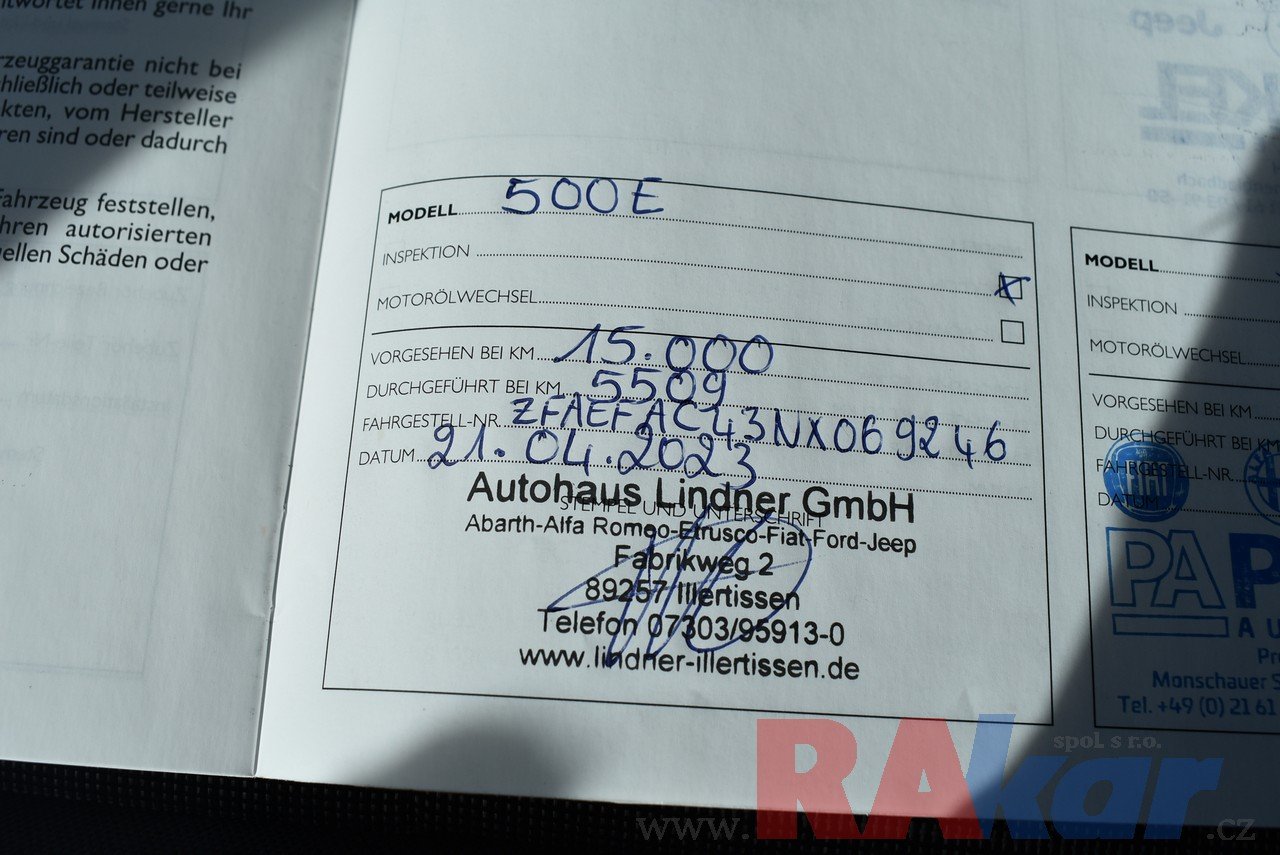 twortet Ihnen gerne Ihr
rzeuggarantie nicht bei
hließlich oder teilweise
kten, vom Hersteller
ren sind oder dadurch
Fahrzeug feststellen,
hren autorisierten
ellen Schäden oder
Jeep
MODELL 500E
INSPEKTION
MOTORÖLWECHSEL
VORGESEHEN BEI KM 15.000
DURCHGEFÜHRT BEI KM 5509
FAHRGESTELL-NR. ZFAEFAC43NX069246
DATUM 21.04.2023
STEMPEL UND UNTERSCHRIFT
Autohaus Lindner GmbH
Abarth-Alfa Romeo-Etrusco-Fiat-Ford-Jeep
Fabrikweg 2
89257 Illertissen
Telefon 07303/95913-0
www.lindner-illertissen.de
MODELL
INSPEKTION
MOTORÖLWECHSEL
VORGESEHEN BEI KM
DURCHGEFÜHRT BEI KM
FAHRGESTELL-NR.
DATUM
FIAT
PA P
A U
Monschauer S
Tel. +49 (0) 21 61
RAkar
spol. s r.o.
www. .cz